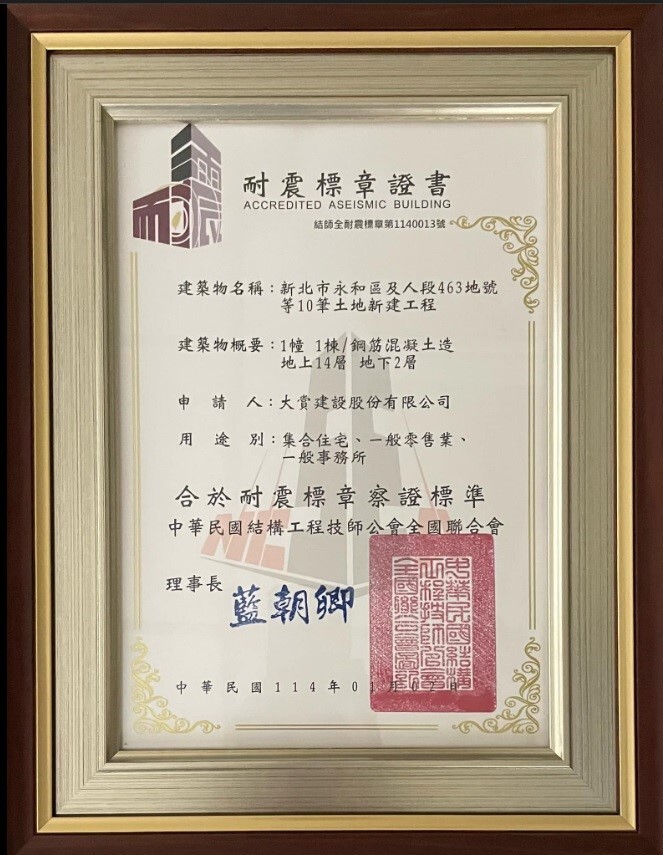 耐震標章證書
ACCREDITED ASEISMIC BUILDING
結師全耐震標章第1140013號
建築物名稱：新北市永和區及人段463地號
等10筆土地新建工程
建築物概要：1幢 1棟/鋼筋混凝土造
地上14層 地下2層
申請人：大賞建設股份有限公司
用途別：集合住宅、一般零售業、
一般事務所
合於耐震標章察證標準
中華民國結構工程技師公會全國聯合會
理事長 藍朝卿
中華民國114年01月02日